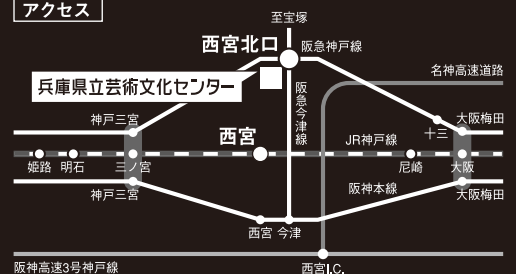 アクセス
至宝塚
西宮北口
阪急神戸線
名神高速道路
兵庫県立芸術文化センター
阪急今津線
神戸三宮
西宮
JR神戸線
十三
大阪梅田
姫路
明石
三ノ宮
尼崎
大阪
神戸三宮
阪神本線
大阪梅田
西宮
今津
阪神高速3号神戸線
西宮I.C.